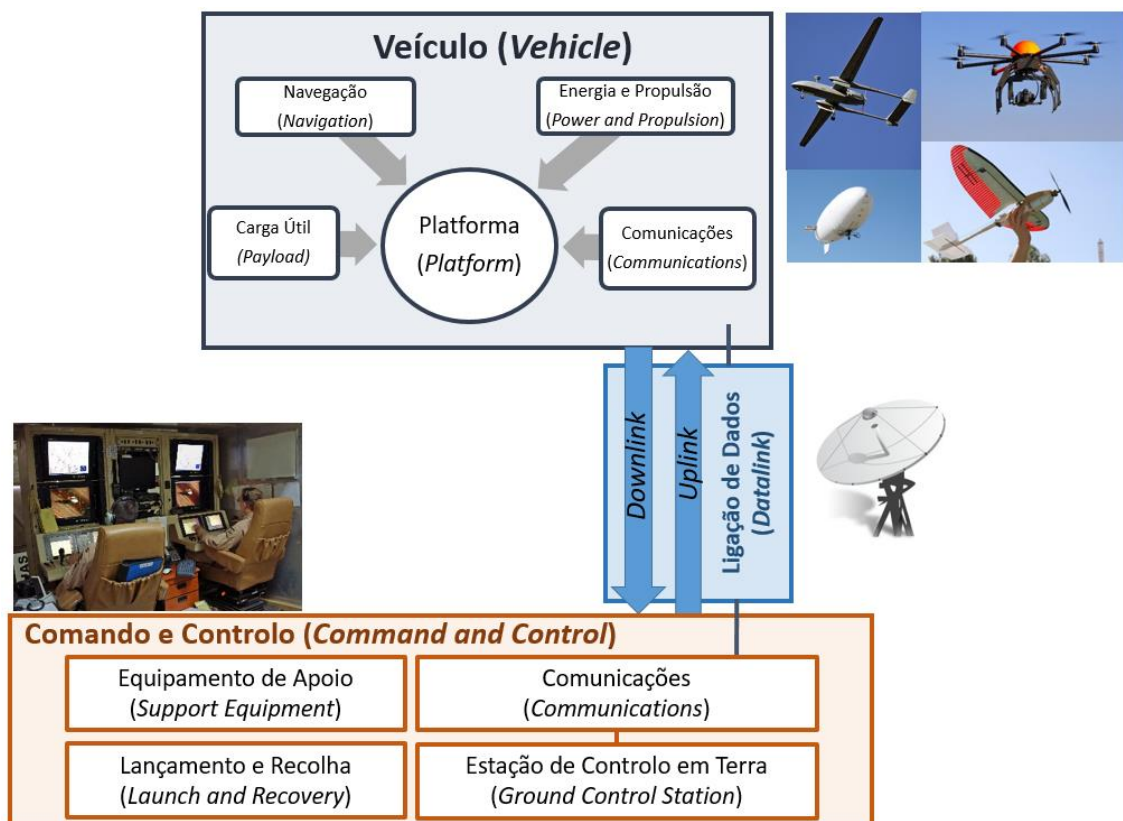 Veículo (Vehicle)
Navegação
(Navigation)
Energia e Propulsão
(Power and Propulsion)
Carga Útil
(Payload)
Platforma
(Platform)
Comunicações
(Communications)
Downlink
Uplink
Ligação de Dados
(Datalink)
Comando e Controlo (Command and Control)
Equipamento de Apoio
(Support Equipment)
Comunicações
(Communications)
Lançamento e Recolha
(Launch and Recovery)
Estação de Controlo em Terra
(Ground Control Station)